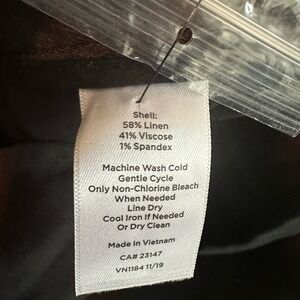 Shell:
58% Linen
41% Viscose
1% Spandex
Machine Wash Cold
Gentle Cycle
Only Non-Chlorine Bleach
When Needed
Line Dry
Cool Iron If Needed
Or Dry Clean
Made In Vietnam
CA# 23147
VN1184 11/19